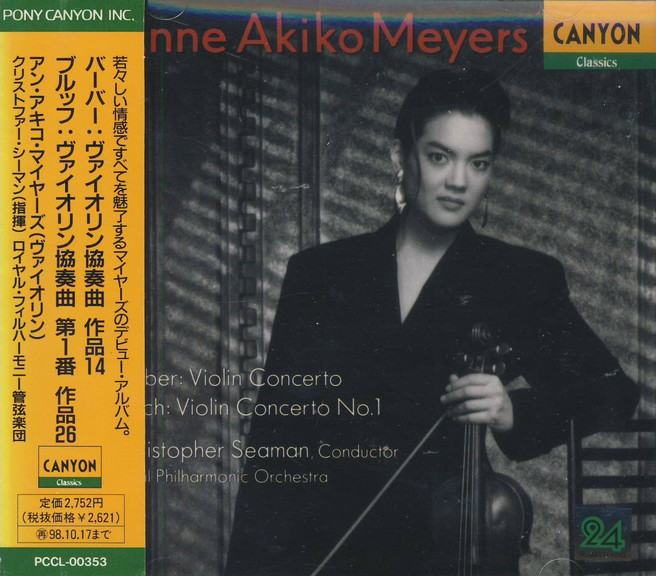 PONY CANYON INC.
若々しい情感ですべてを魅了するマイヤーズのデビュー・アルバム。
バーバー:ヴァイオリン協奏曲 作品14
ブルッフ:ヴァイオリン協奏曲 第1番 作品26
アン・アキコ・マイヤーズ(ヴァイオリン)
クリストファー・シーマン(指揮) ロイヤル・フィルハーモニー管弦楽団
CANYON
Classics
定価2,752円
(税抜価格¥2,621)
再98.10.17まで
PCCL-00353
nne Akiko Meyers
CANYON
Classics
ber: Violin Concerto
ch: Violin Concerto No.1
istopher Seaman, Conductor
l Philharmonic Orchestra
24